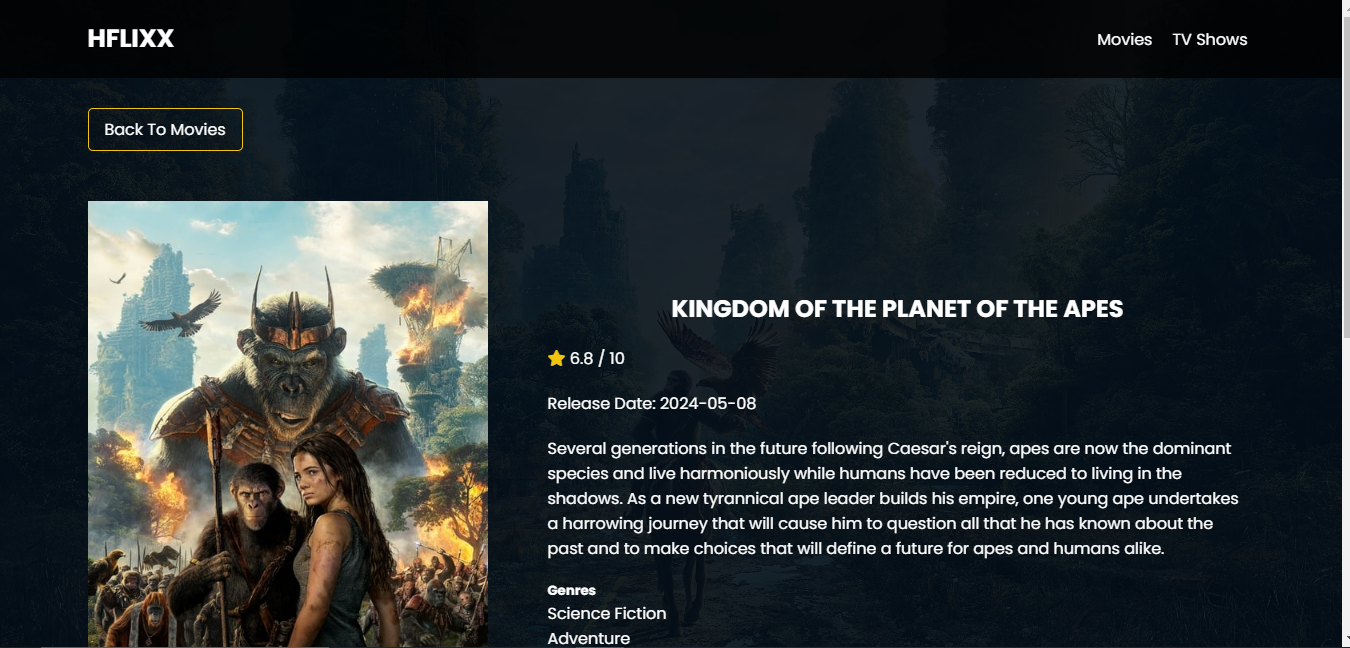 HFLIXX
Movies
TV Shows
Back To Movies
KINGDOM OF THE PLANET OF THE APES
6.8 / 10
Release Date: 2024-05-08
Several generations in the future following Caesar's reign, apes are now the dominant
species and live harmoniously while humans have been reduced to living in the
shadows. As a new tyrannical ape leader builds his empire, one young ape undertakes
a harrowing journey that will cause him to question all that he has known about the
past and to make choices that will define a future for apes and humans alike.
Genres
Science Fiction
Adventure